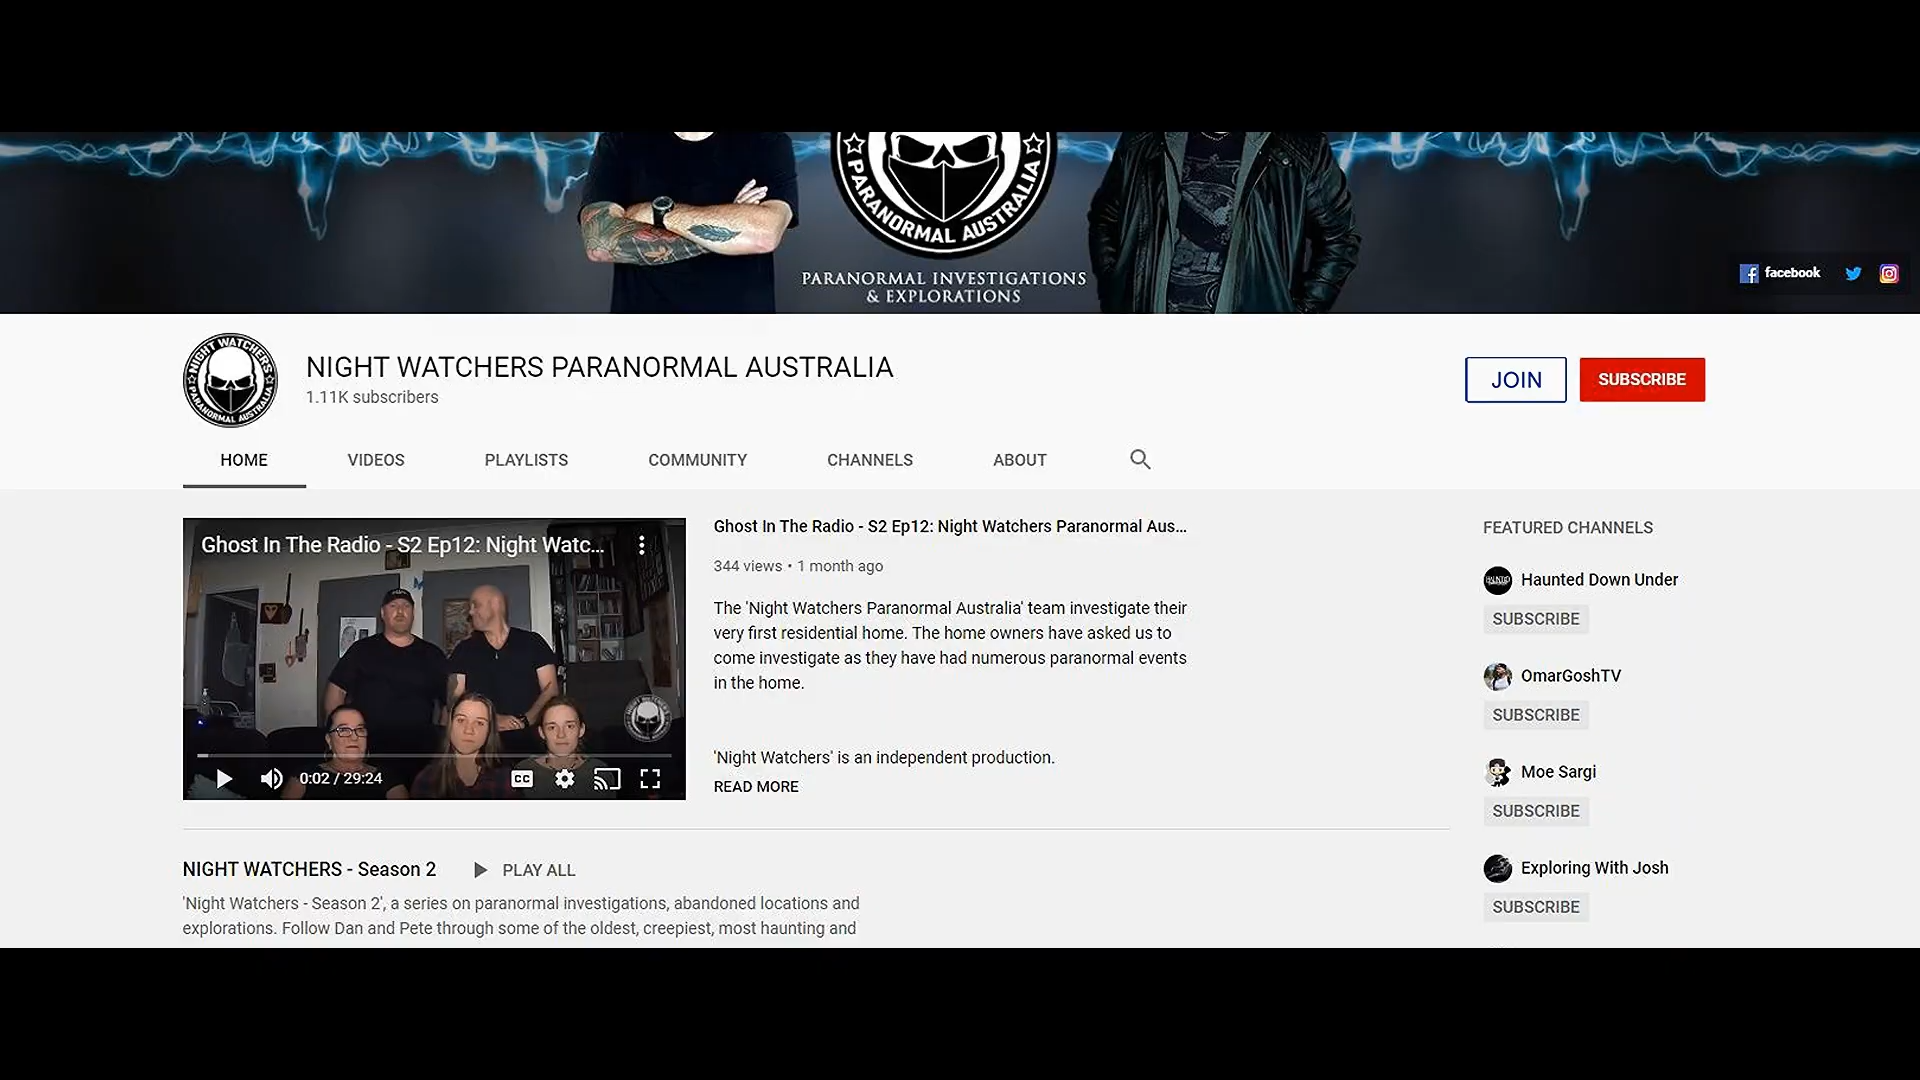 PARANORMAL AUSTRALIA
PARANORMAL INVESTIGATIONS
& EXPLORATIONS
facebook
NIGHT WATCHERS
PARANORMAL AUSTRALIA
NIGHT WATCHERS PARANORMAL AUSTRALIA
1.11K subscribers
JOIN
SUBSCRIBE
HOME
VIDEOS
PLAYLISTS
COMMUNITY
CHANNELS
ABOUT
Ghost In The Radio - S2 Ep12: Night Watc...
CC
0:02 / 29:24
Ghost In The Radio - S2 Ep12: Night Watchers Paranormal Aus...
344 views • 1 month ago
The 'Night Watchers Paranormal Australia' team investigate their
very first residential home. The home owners have asked us to
come investigate as they have had numerous paranormal events
in the home.
'Night Watchers' is an independent production.
READ MORE
FEATURED CHANNELS
Haunted Down Under
SUBSCRIBE
OmarGoshTV
SUBSCRIBE
Moe Sargi
SUBSCRIBE
Exploring With Josh
SUBSCRIBE
NIGHT WATCHERS - Season 2
PLAY ALL
'Night Watchers - Season 2', a series on paranormal investigations, abandoned locations and
explorations. Follow Dan and Pete through some of the oldest, creepiest, most haunting and